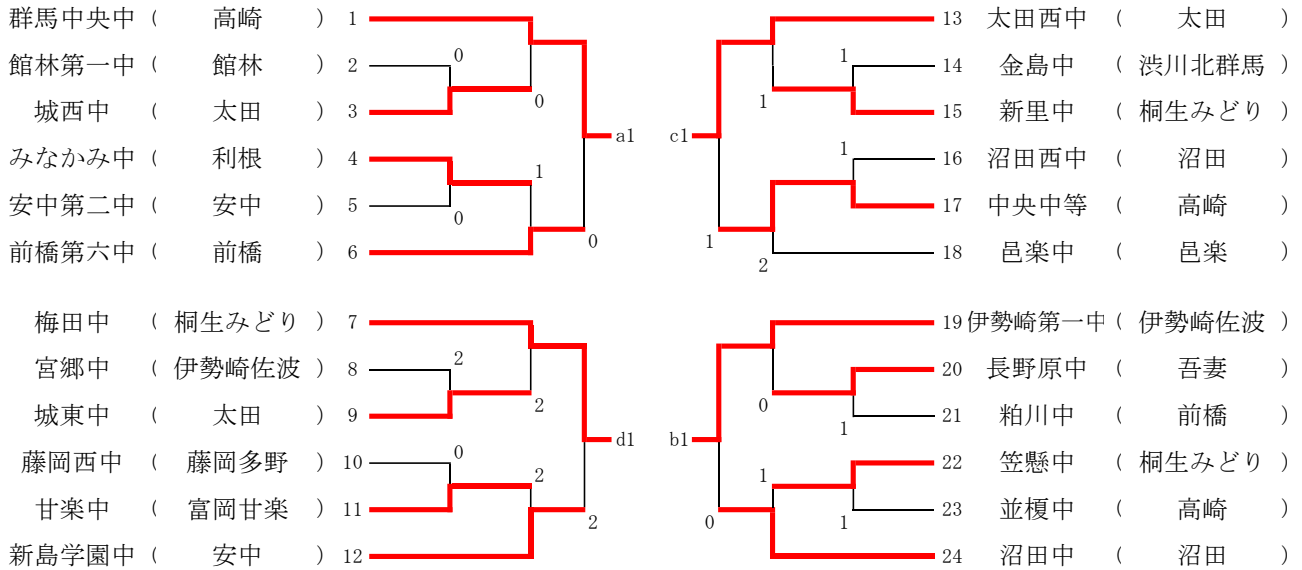 群馬中央中 ( 高崎 ) 1
館林第一中 ( 館林 ) 2
0
城西中 ( 太田 ) 3
0
a1
みなかみ中 ( 利根 ) 4
1
安中第二中 ( 安中 ) 5
0
前橋第六中 ( 前橋 ) 6
0
梅田中 ( 桐生みどり ) 7
宮郷中 ( 伊勢崎佐波 ) 8
2
城東中 ( 太田 ) 9
2
d1
藤岡西中 ( 藤岡多野 ) 10
0
2
甘楽中 ( 富岡甘楽 ) 11
2
新島学園中 ( 安中 ) 12
13 太田西中 ( 太田 )
1
14 金島中 ( 渋川北群馬 )
1
15 新里中 ( 桐生みどり )
c1
1
16 沼田西中 ( 沼田 )
17 中央中等 ( 高崎 )
1
2
18 邑楽中 ( 邑楽 )
19 伊勢崎第一中 ( 伊勢崎佐波 )
20 長野原中 ( 吾妻 )
0
21 粕川中 ( 前橋 )
1
b1
22 笠懸中 ( 桐生みどり )
1
23 並榎中 ( 高崎 )
0
1
24 沼田中 ( 沼田 )